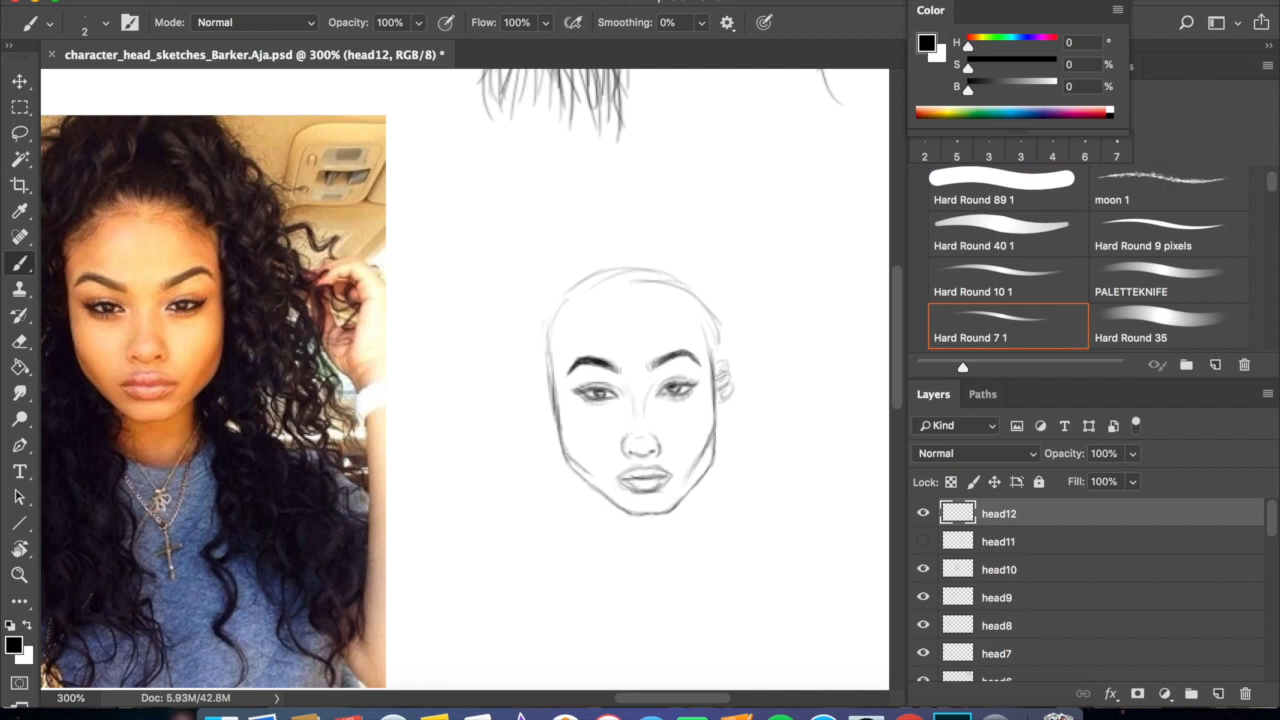 2
Mode: Normal
Opacity: 100%
Flow: 100%
Smoothing: 0%
× character_head_sketches_Barker.Aja.psd @ 300% (head12, RGB/8) *
Color
H 0 °
S 0 %
B 0 %
2 5 3 3 4 6 7
Hard Round 89 1
moon 1
Hard Round 40 1
Hard Round 9 pixels
Hard Round 10 1
PALETTEKNIFE
Hard Round 7 1
Hard Round 35
Layers Paths
Kind
Normal
Opacity: 100%
Lock:
Fill: 100%
head12
head11
head10
head9
head8
head7
fx
300% Doc: 5.93M/42.8M